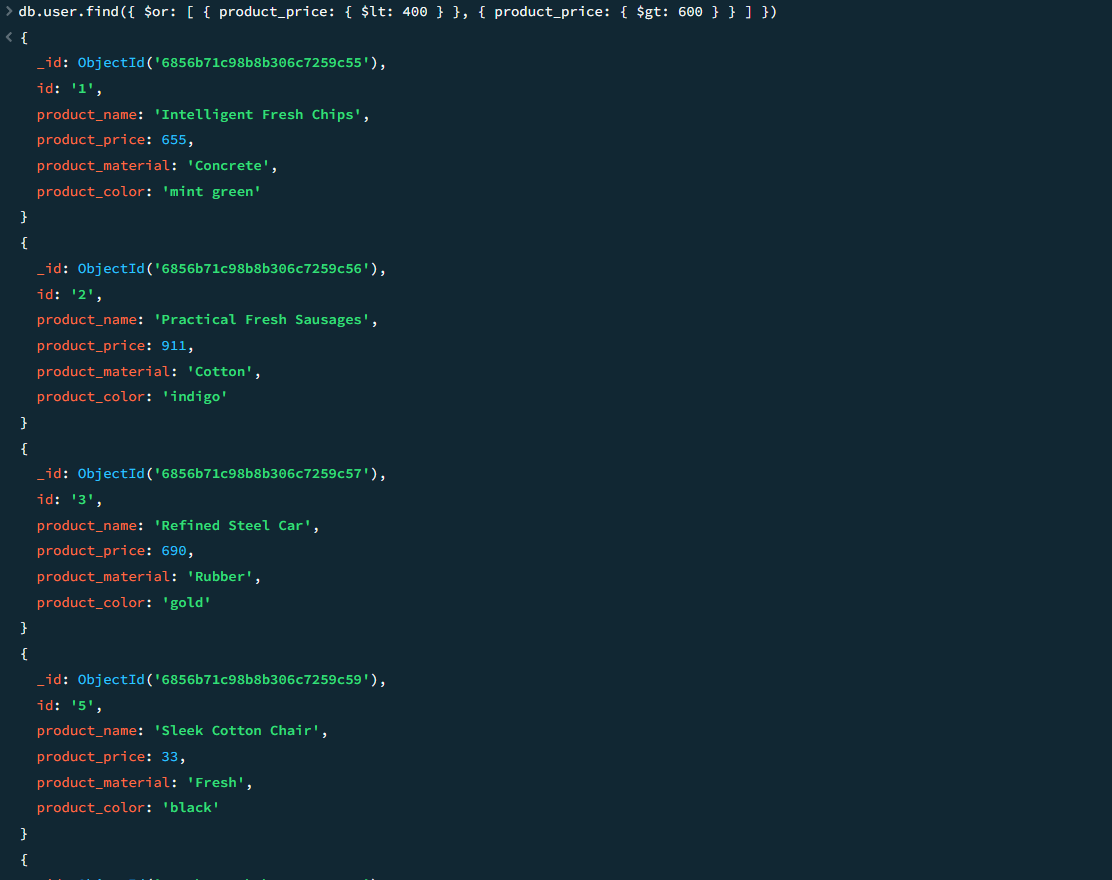 > db.user.find({ $or: [ { product_price: { $lt: 400 } }, { product_price: { $gt: 600 } } ] })
< {
_id: ObjectId('6856b71c98b8b306c7259c55'),
id: '1',
product_name: 'Intelligent Fresh Chips',
product_price: 655,
product_material: 'Concrete',
product_color: 'mint green'
}
{
_id: ObjectId('6856b71c98b8b306c7259c56'),
id: '2',
product_name: 'Practical Fresh Sausages',
product_price: 911,
product_material: 'Cotton',
product_color: 'indigo'
}
{
_id: ObjectId('6856b71c98b8b306c7259c57'),
id: '3',
product_name: 'Refined Steel Car',
product_price: 690,
product_material: 'Rubber',
product_color: 'gold'
}
{
_id: ObjectId('6856b71c98b8b306c7259c59'),
id: '5',
product_name: 'Sleek Cotton Chair',
product_price: 33,
product_material: 'Fresh',
product_color: 'black'
}
{